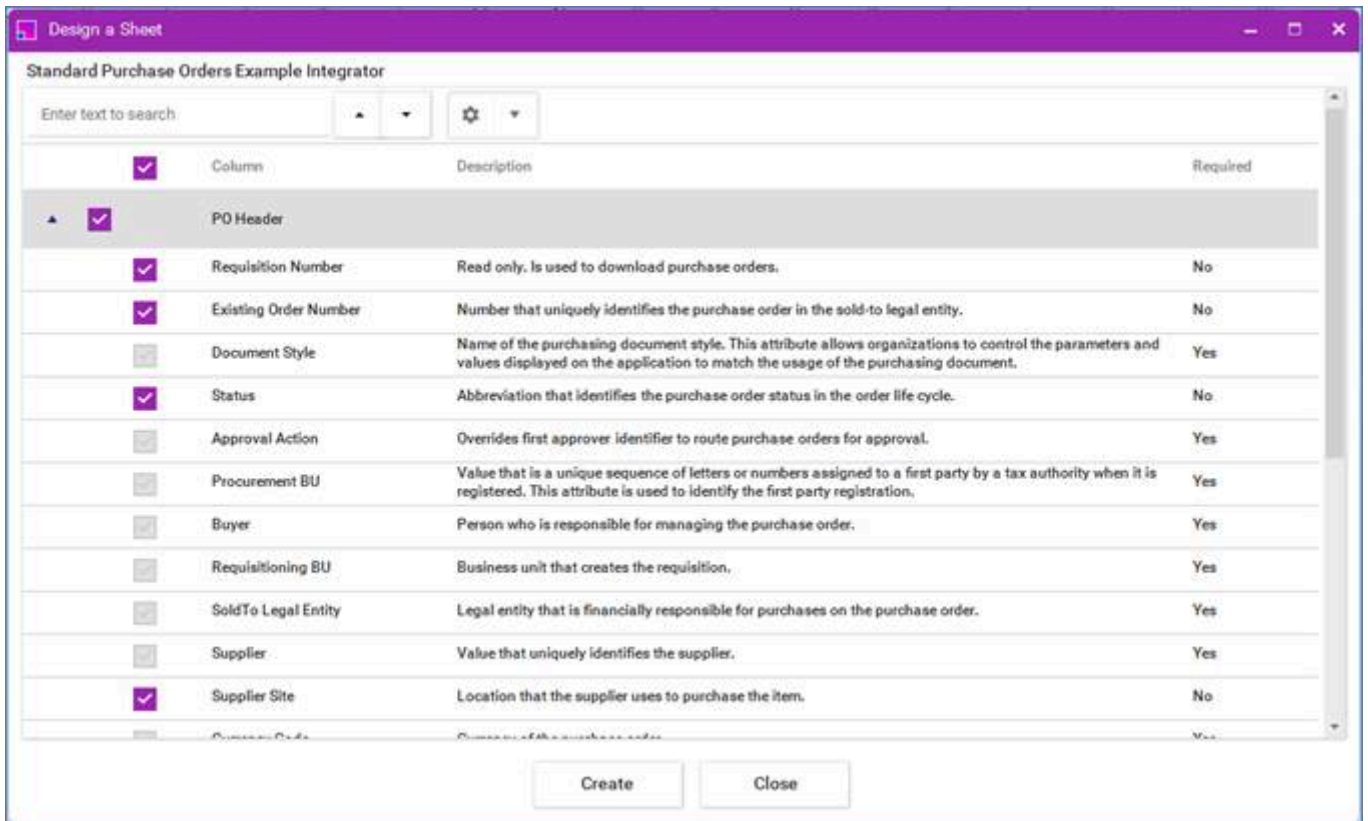 Design a Sheet
Standard Purchase Orders Example Integrator
Enter text to search
Column Description Required
PO Header
Requisition Number Read only. Is used to download purchase orders. No
Existing Order Number Number that uniquely identifies the purchase order in the sold-to legal entity. No
Document Style Name of the purchasing document style. This attribute allows organizations to control the parameters and
values displayed on the application to match the usage of the purchasing document. Yes
Status Abbreviation that identifies the purchase order status in the order life cycle. No
Approval Action Overrides first approver identifier to route purchase orders for approval. Yes
Procurement BU Value that is a unique sequence of letters or numbers assigned to a first party by a tax authority when it is
registered. This attribute is used to identify the first party registration. Yes
Buyer Person who is responsible for managing the purchase order. Yes
Requisitioning BU Business unit that creates the requisition. Yes
SoldTo Legal Entity Legal entity that is financially responsible for purchases on the purchase order. Yes
Supplier Value that uniquely identifies the supplier. Yes
Supplier Site Location that the supplier uses to purchase the item. No
Currency Code Currency of the purchase order. Yes
Create Close